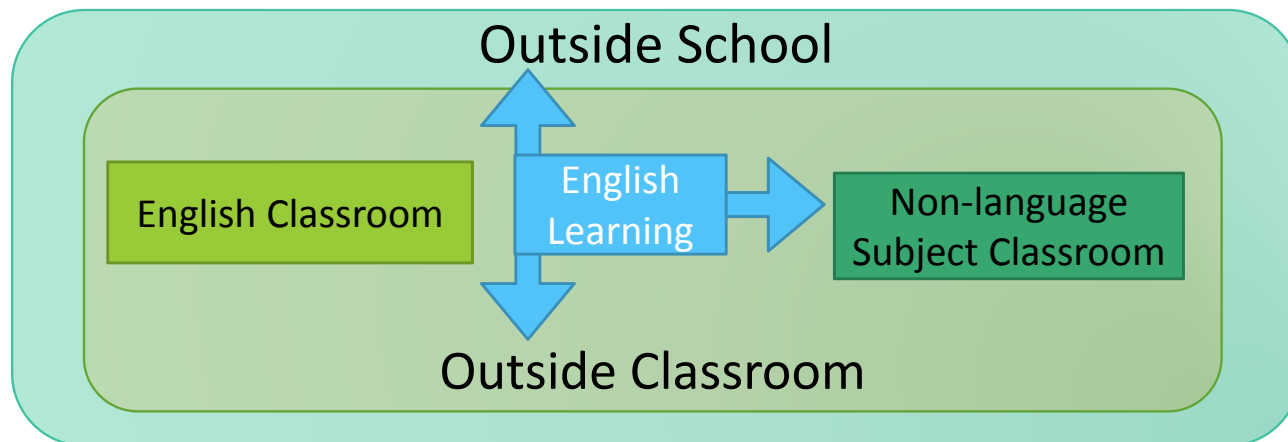 Outside School
English Classroom
English
Learning
Non-language
Subject Classroom
Outside Classroom